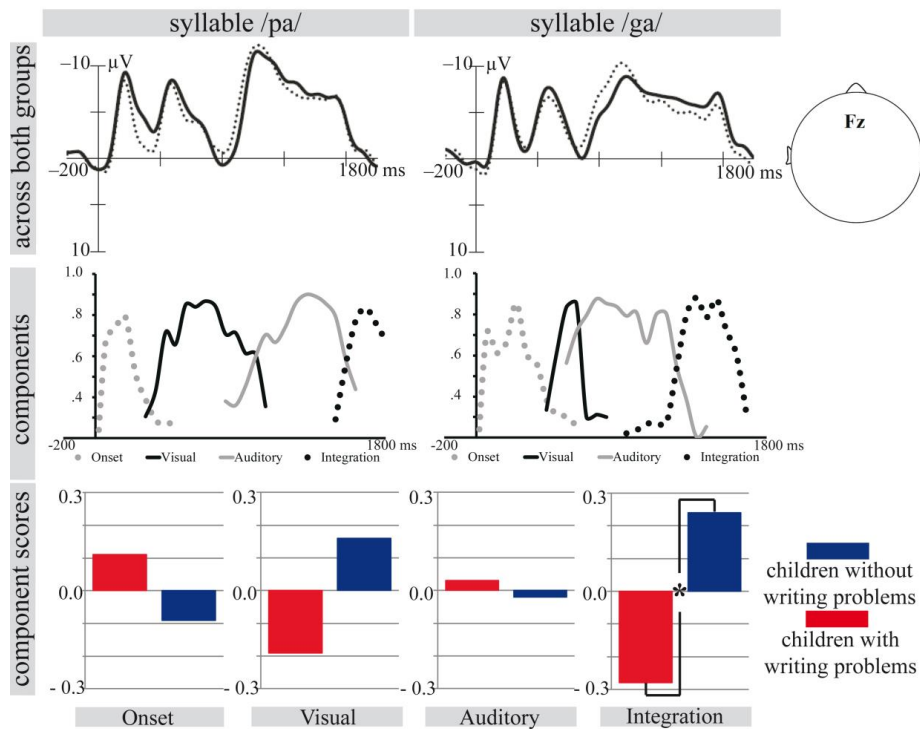 syllable /pa/
syllable /ga/
across both groups
−10
µV
-200
1800 ms
10
−10
µV
-200
1800 ms
10
Fz
components
1.0
.8
.6
.4
-200
1800 ms
Onset Visual Auditory Integration
1.0
.8
.6
.4
-200
1800 ms
Onset Visual Auditory Integration
component scores
0.3
0.0
- 0.3
0.3
0.0
- 0.3
0.3
0.0
- 0.3
0.3
0.0
- 0.3
*
children without
writing problems
children with
writing problems
Onset
Visual
Auditory
Integration